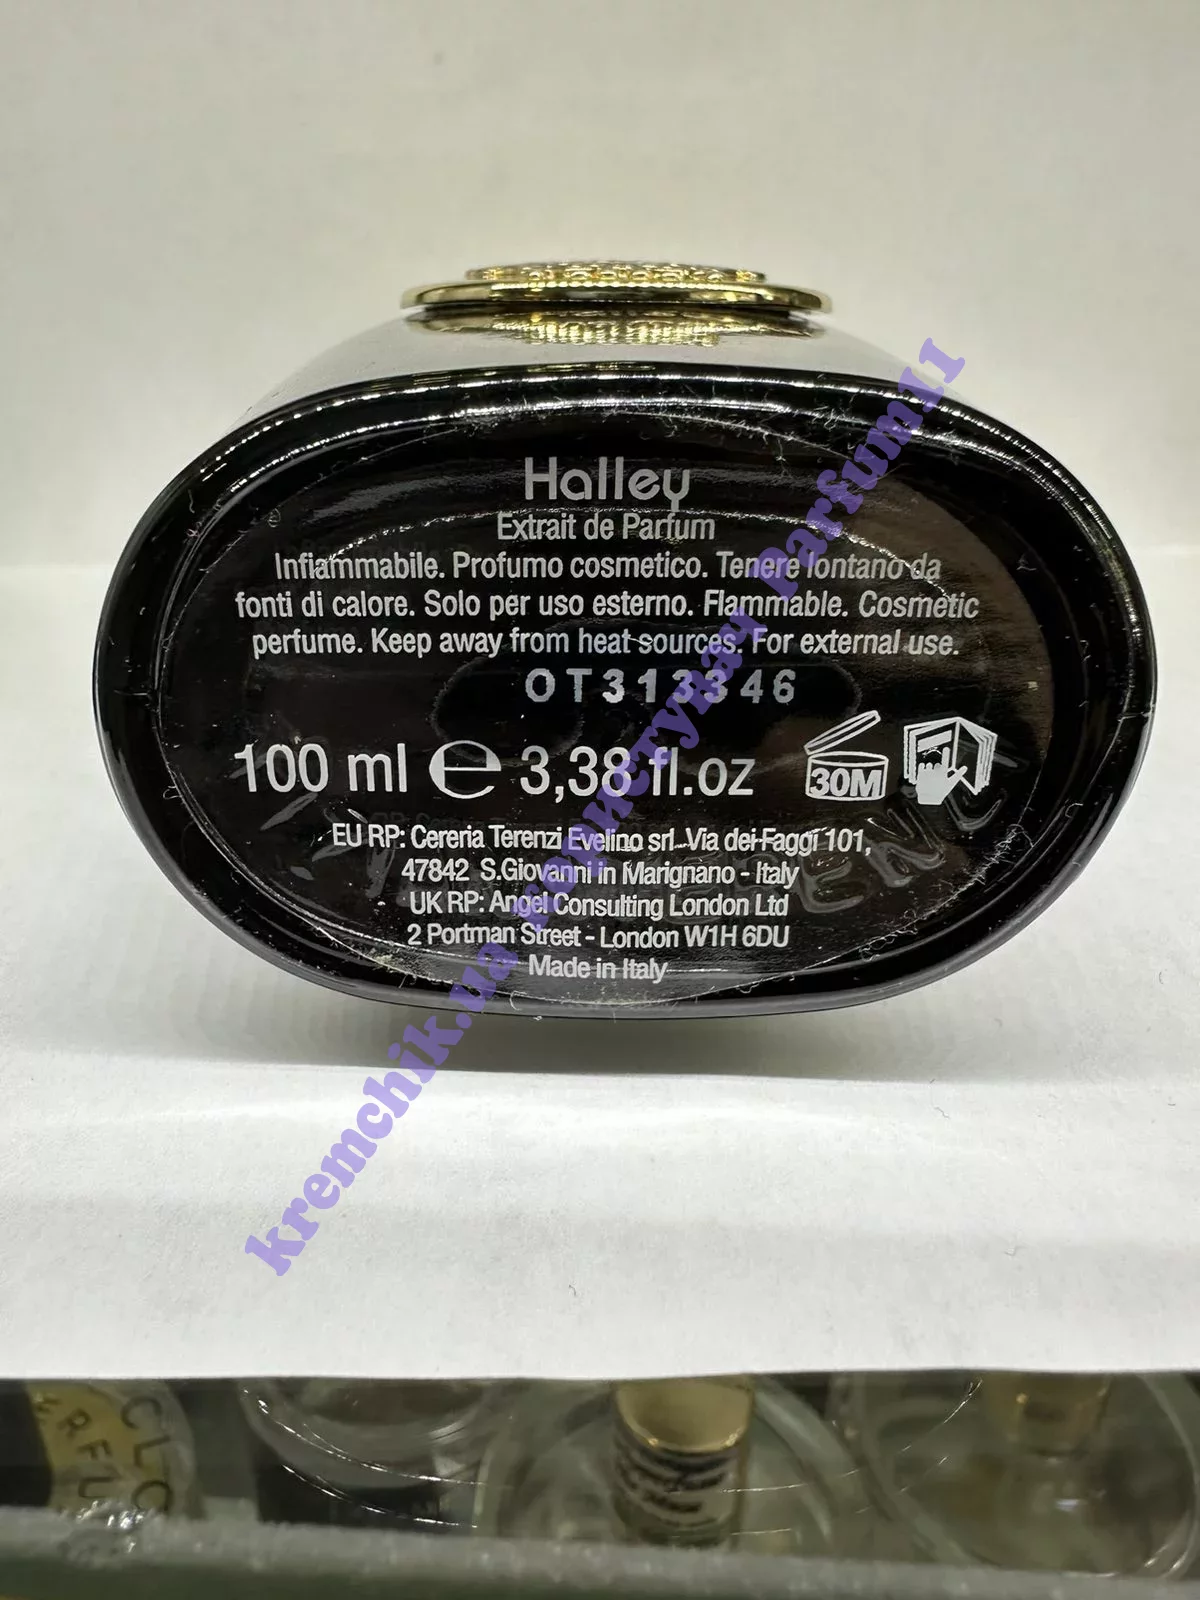 Halley
Extrait de Parfum
Infiammabile. Profumo cosmetico. Tenere lontano da
fonti di calore. Solo per uso esterno. Flammable. Cosmetic
perfume. Keep away from heat sources. For external use.
OT313346
100 ml e 3,38 fl.oz
30M
EU RP: Cereria Terenzi Evelino srl Via dei Faggi 101,
47842 S.Giovanni in Marignano - Italy
UK RP: Angel Consulting London Ltd
2 Portman Street - London W1H 6DU
Made in Italy
kremchik.ua користувач Parfum11